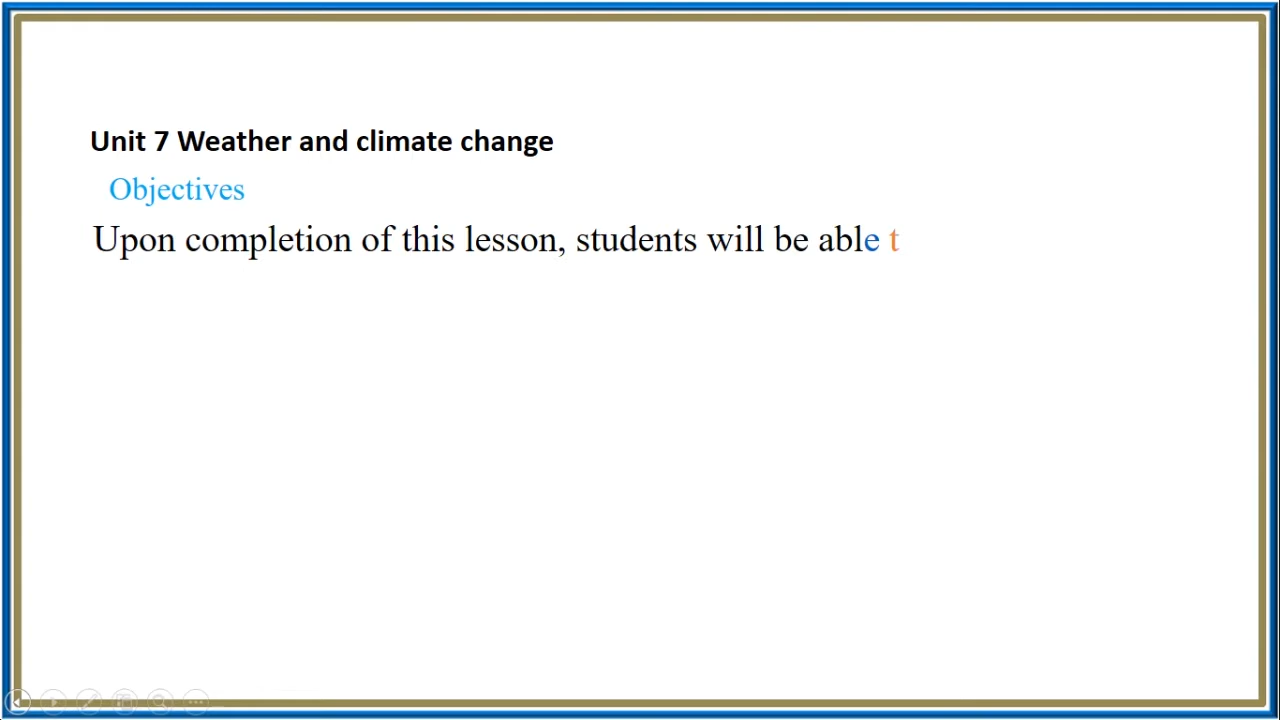 Unit 7 Weather and climate change
Objectives
Upon completion of this lesson, students will be able t